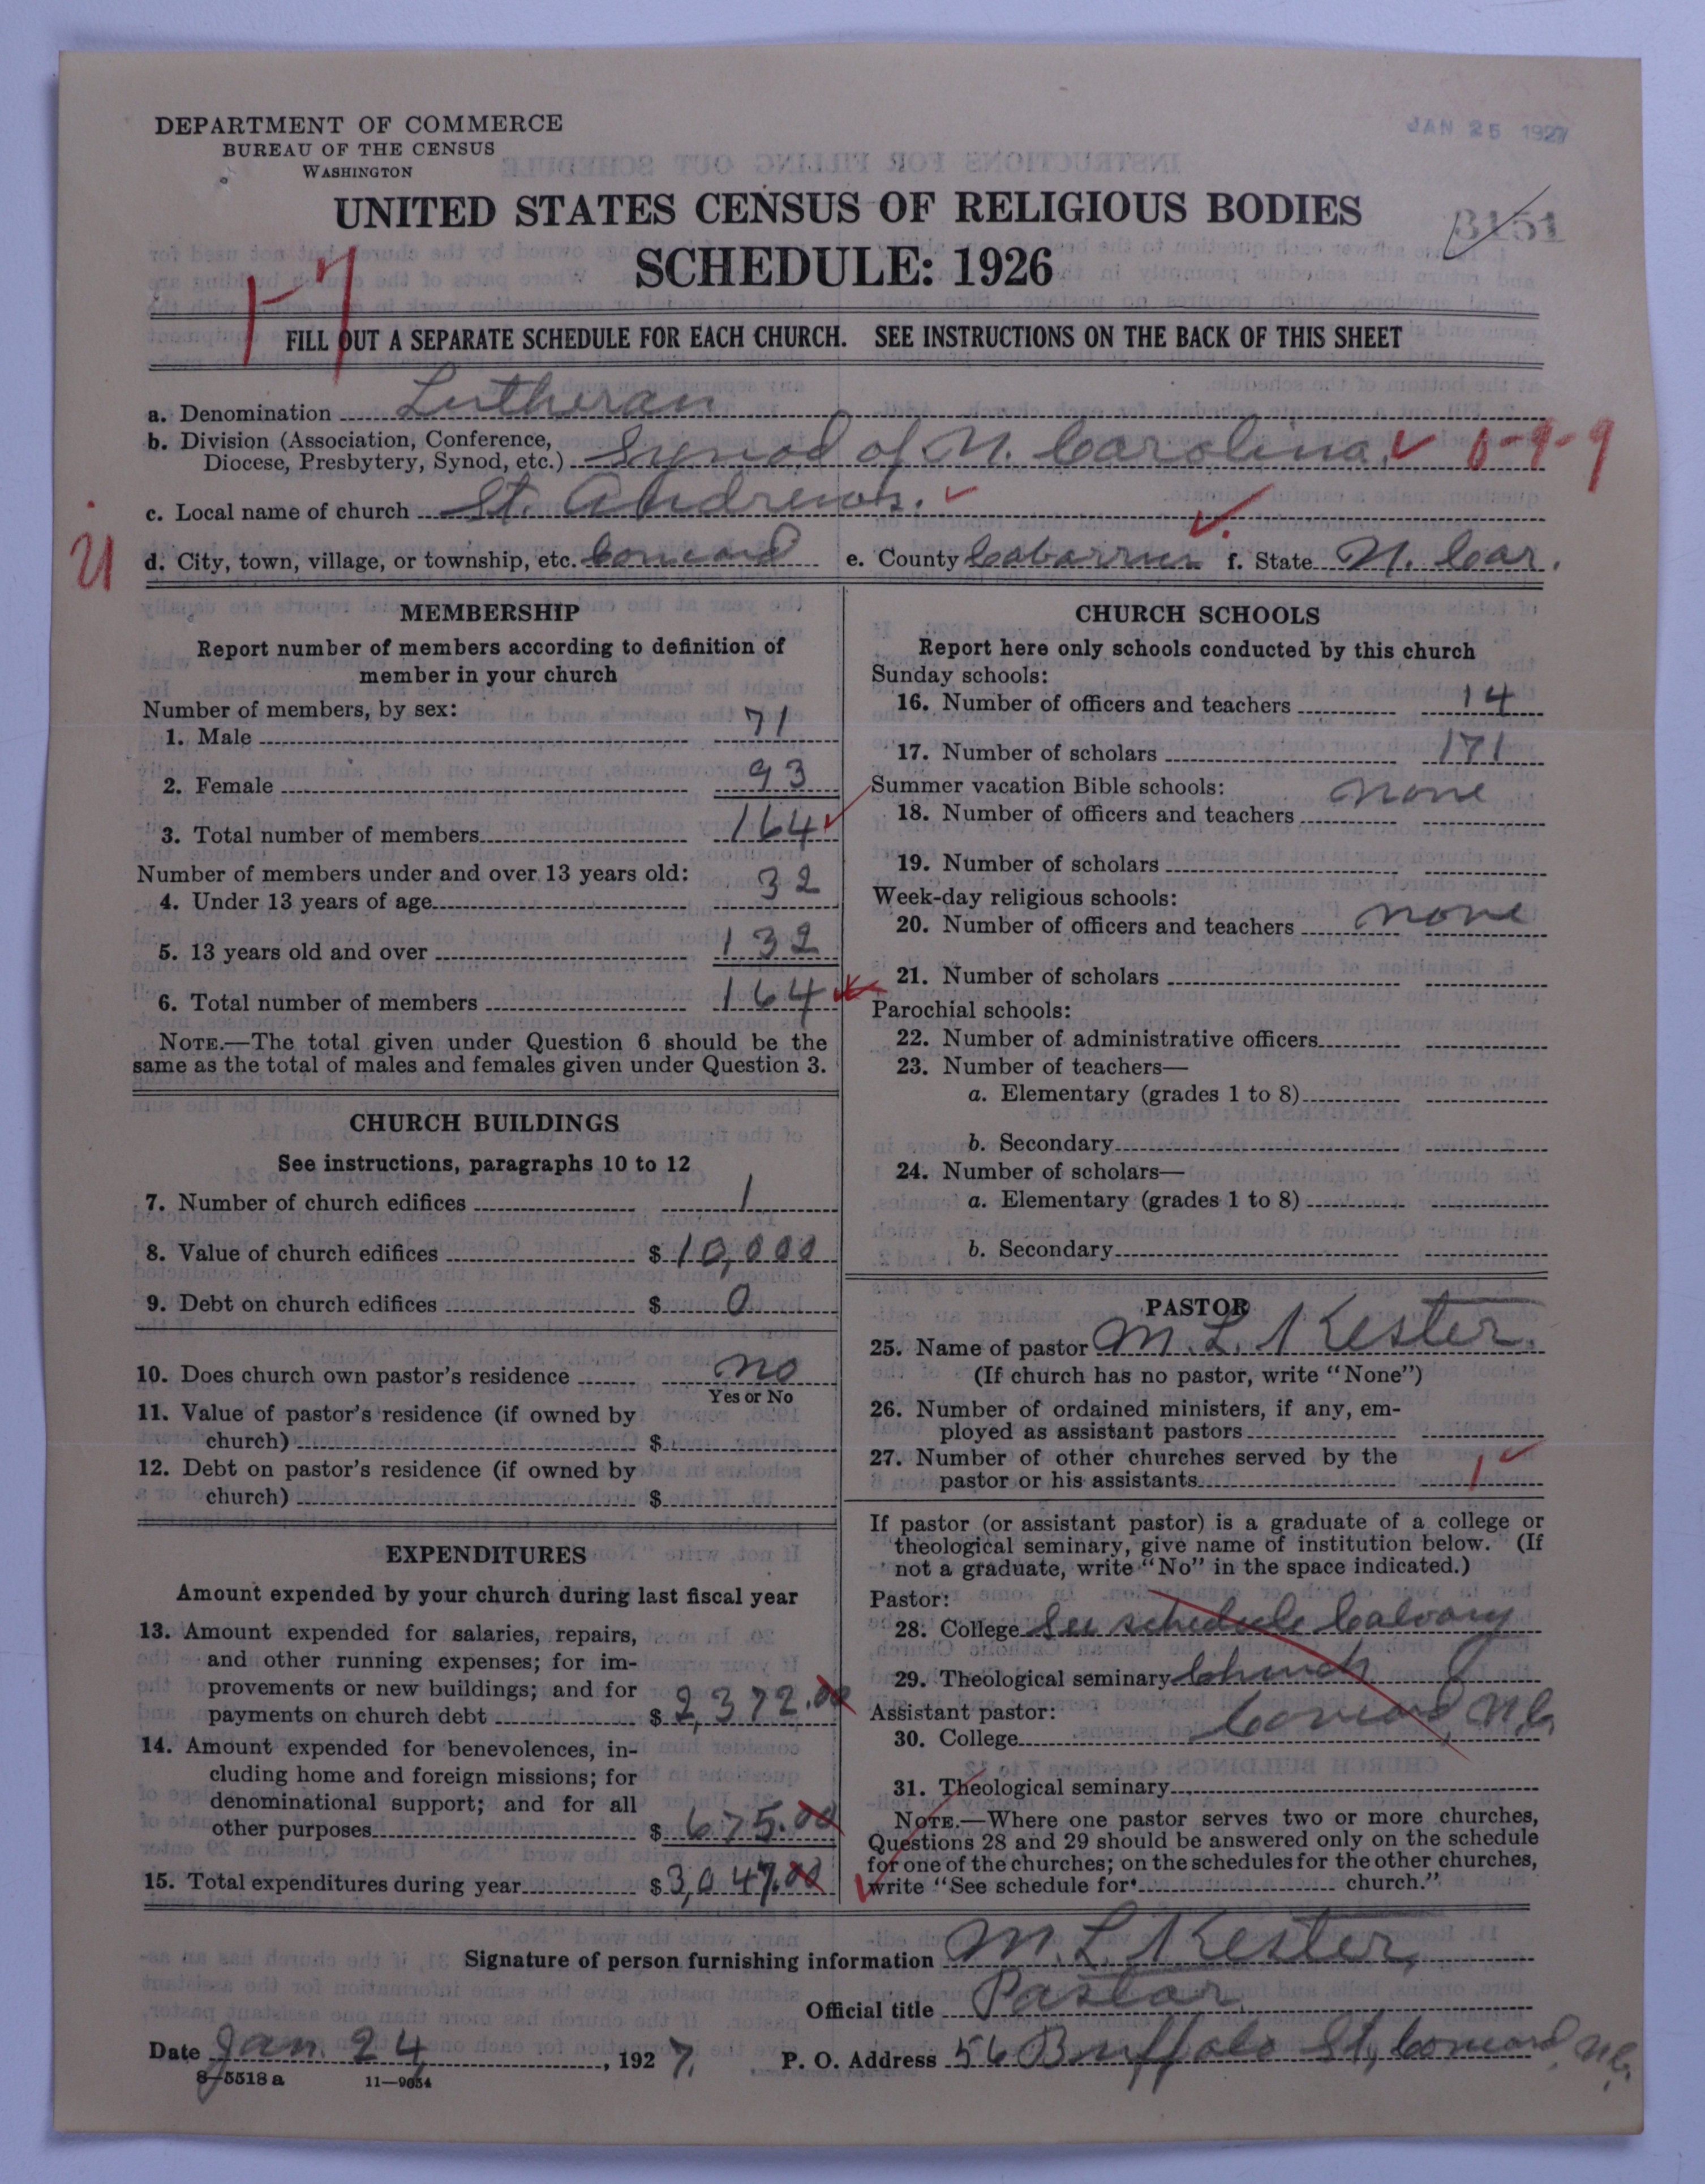 DEPARTMENT OF COMMERCE
BUREAU OF THE CENSUS
WASHINGTON
JAN 25 1927
UNITED STATES CENSUS OF RELIGIOUS BODIES
SCHEDULE: 1926
3151
FILL OUT A SEPARATE SCHEDULE FOR EACH CHURCH. SEE INSTRUCTIONS ON THE BACK OF THIS SHEET
a. Denomination Lutheran
b. Division (Association, Conference,
Diocese, Presbytery, Synod, etc.) Synod of N. Carolina. 0-9-9
c. Local name of church St. Andrews.
d. City, town, village, or township, etc. Concord e. County Cabarrus f. State N. Car.
MEMBERSHIP
Report number of members according to definition of
member in your church
Number of members, by sex:
1. Male 71
2. Female 93
3. Total number of members 164
Number of members under and over 13 years old:
4. Under 13 years of age 32
5. 13 years old and over 132
6. Total number of members 164
NOTE.—The total given under Question 6 should be the
same as the total of males and females given under Question 3.
CHURCH BUILDINGS
See instructions, paragraphs 10 to 12
7. Number of church edifices 1
8. Value of church edifices $10,000
9. Debt on church edifices $ 0
10. Does church own pastor's residence no
Yes or No
11. Value of pastor's residence (if owned by
church) $
12. Debt on pastor's residence (if owned by
church) $
EXPENDITURES
Amount expended by your church during last fiscal year
13. Amount expended for salaries, repairs,
and other running expenses; for im-
provements or new buildings; and for
payments on church debt $ 2,372.00
14. Amount expended for benevolences, in-
cluding home and foreign missions; for
denominational support; and for all
other purposes $ 675.00
15. Total expenditures during year $3,047.00
CHURCH SCHOOLS
Report here only schools conducted by this church
Sunday schools:
16. Number of officers and teachers 14
17. Number of scholars 171
Summer vacation Bible schools: none
18. Number of officers and teachers
19. Number of scholars
Week-day religious schools:
20. Number of officers and teachers none
21. Number of scholars
Parochial schools:
22. Number of administrative officers
23. Number of teachers—
a. Elementary (grades 1 to 8)
b. Secondary
24. Number of scholars—
a. Elementary (grades 1 to 8)
b. Secondary
PASTOR
25. Name of pastor M. L. Kester.
(If church has no pastor, write "None")
26. Number of ordained ministers, if any, em-
ployed as assistant pastors
27. Number of other churches served by the
pastor or his assistants 1
If pastor (or assistant pastor) is a graduate of a college or
theological seminary, give name of institution below. (If
not a graduate, write "No" in the space indicated.)
Pastor:
28. College See schedule Calvary
29. Theological seminary Church
Assistant pastor: Concord N.C.
30. College
31. Theological seminary
NOTE.—Where one pastor serves two or more churches,
Questions 28 and 29 should be answered only on the schedule
for one of the churches; on the schedules for the other churches,
write "See schedule for church."
Signature of person furnishing information M. L. Kester,
Official title Pastor
Date Jan. 24, 1927. P. O. Address 56 Buffalo St, Concord, N.C.
8-5518 a 11-9054